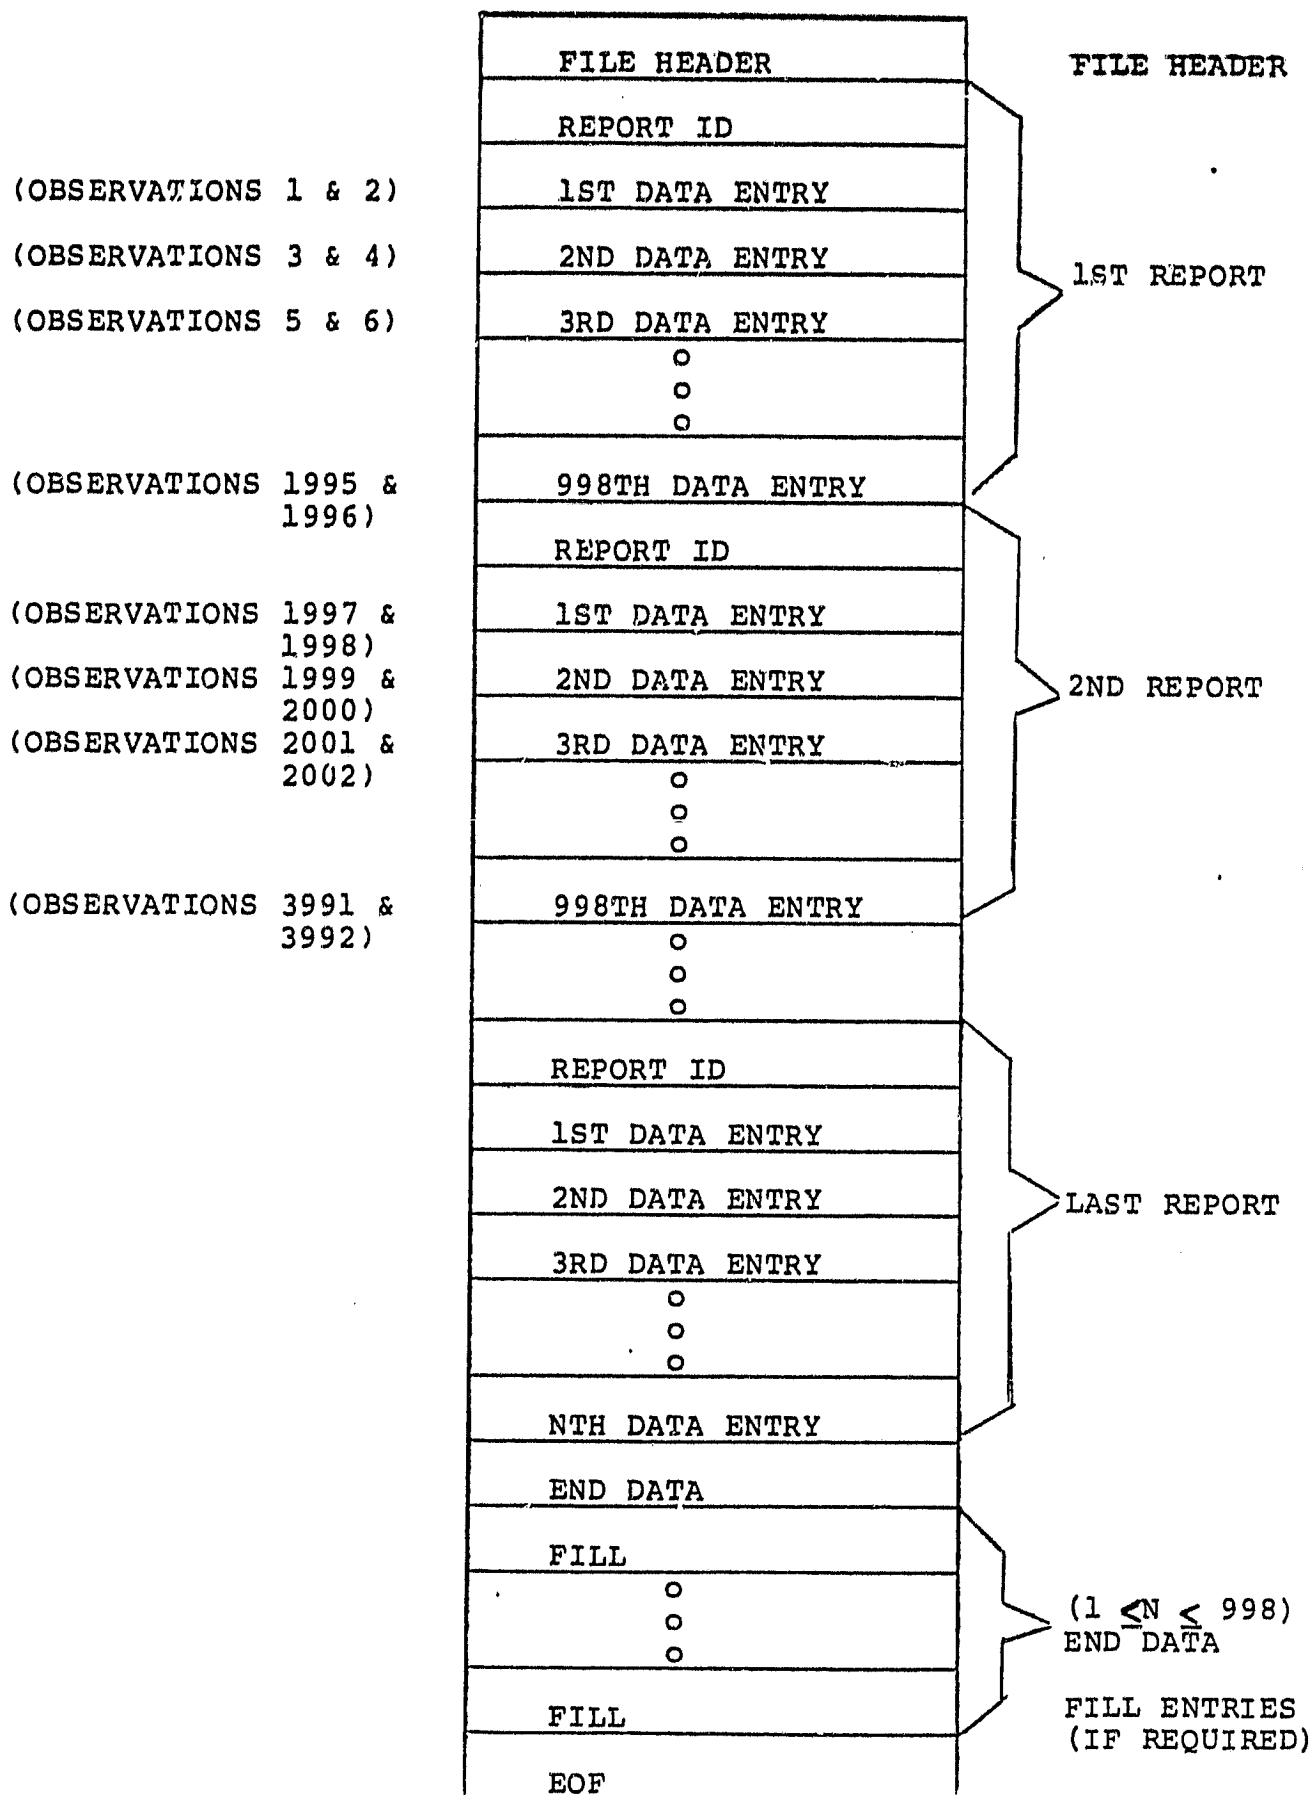 FILE HEADER
FILE HEADER
REPORT ID
(OBSERVATIONS 1 & 2)
1ST DATA ENTRY
(OBSERVATIONS 3 & 4)
2ND DATA ENTRY
1ST REPORT
(OBSERVATIONS 5 & 6)
3RD DATA ENTRY
o
o
o
(OBSERVATIONS 1995 &
1996)
998TH DATA ENTRY
REPORT ID
(OBSERVATIONS 1997 &
1998)
1ST DATA ENTRY
(OBSERVATIONS 1999 &
2000)
2ND DATA ENTRY
2ND REPORT
(OBSERVATIONS 2001 &
2002)
3RD DATA ENTRY
o
o
o
(OBSERVATIONS 3991 &
3992)
998TH DATA ENTRY
o
o
o
REPORT ID
1ST DATA ENTRY
2ND DATA ENTRY
LAST REPORT
3RD DATA ENTRY
o
o
o
NTH DATA ENTRY
END DATA
FILL
o
o
o
(1 ≤N ≤ 998)
END DATA
FILL
FILL ENTRIES
(IF REQUIRED)
EOF